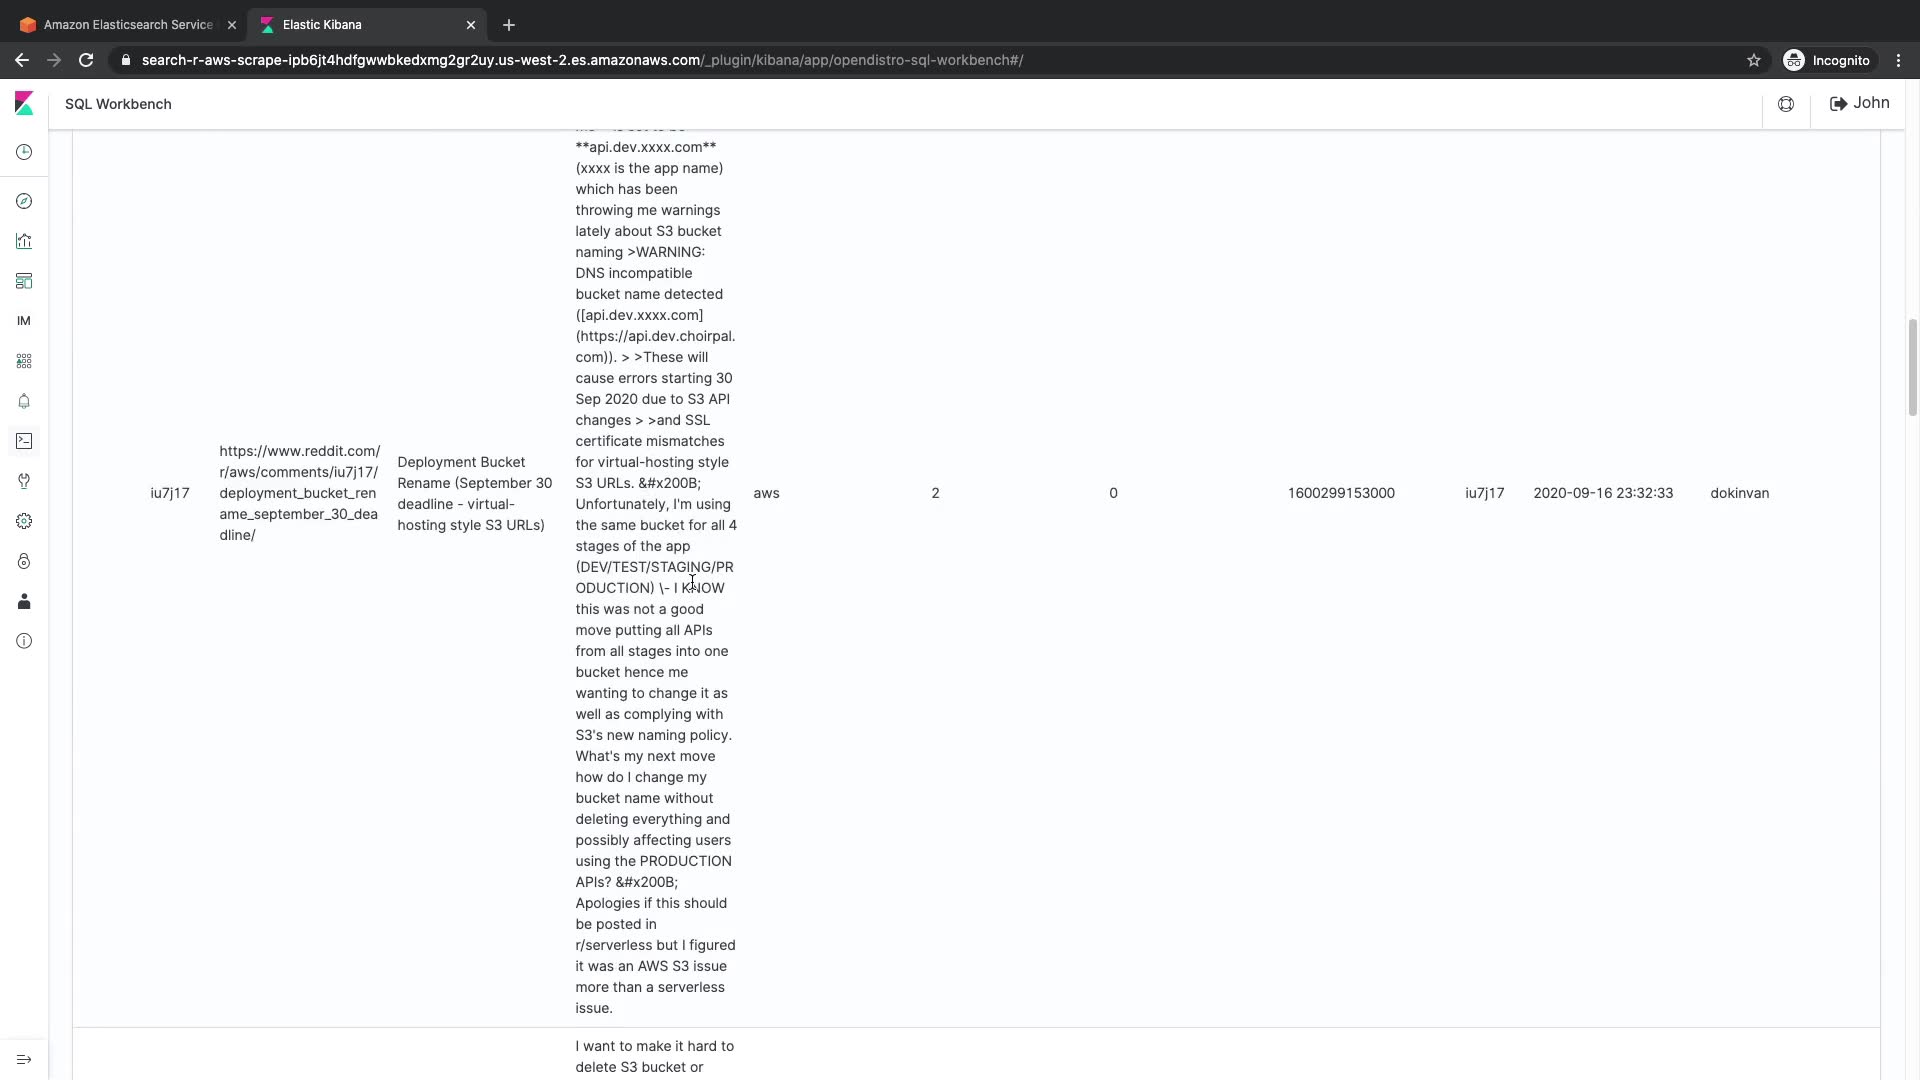 Amazon Elasticsearch Service
Elastic Kibana
search-r-aws-scrape-ipb6jt4hdfgwwbkedxmg2gr2uy.us-west-2.es.amazonaws.com/_plugin/kibana/app/opendistro-sql-workbench#/
Incognito
SQL Workbench
John
IM
iu7j17
https://www.reddit.com/
r/aws/comments/iu7j17/
deployment_bucket_ren
ame_september_30_dea
dline/
Deployment Bucket
Rename (September 30
deadline - virtual-
hosting style S3 URLs)
**api.dev.xxxx.com**
(xxxx is the app name)
which has been
throwing me warnings
lately about S3 bucket
naming >WARNING:
DNS incompatible
bucket name detected
([api.dev.xxxx.com]
(https://api.dev.choirpal.
com)). > >These will
cause errors starting 30
Sep 2020 due to S3 API
changes > >and SSL
certificate mismatches
for virtual-hosting style
S3 URLs. &#x200B;
Unfortunately, I'm using
the same bucket for all 4
stages of the app
(DEV/TEST/STAGING/PR
ODUCTION) \- I KNOW
this was not a good
move putting all APIs
from all stages into one
bucket hence me
wanting to change it as
well as complying with
S3's new naming policy.
What's my next move
how do I change my
bucket name without
deleting everything and
possibly affecting users
using the PRODUCTION
APIs? &#x200B;
Apologies if this should
be posted in
r/serverless but I figured
it was an AWS S3 issue
more than a serverless
issue.
aws
2
0
1600299153000
iu7j17
2020-09-16 23:32:33
dokinvan
I want to make it hard to
delete S3 bucket or